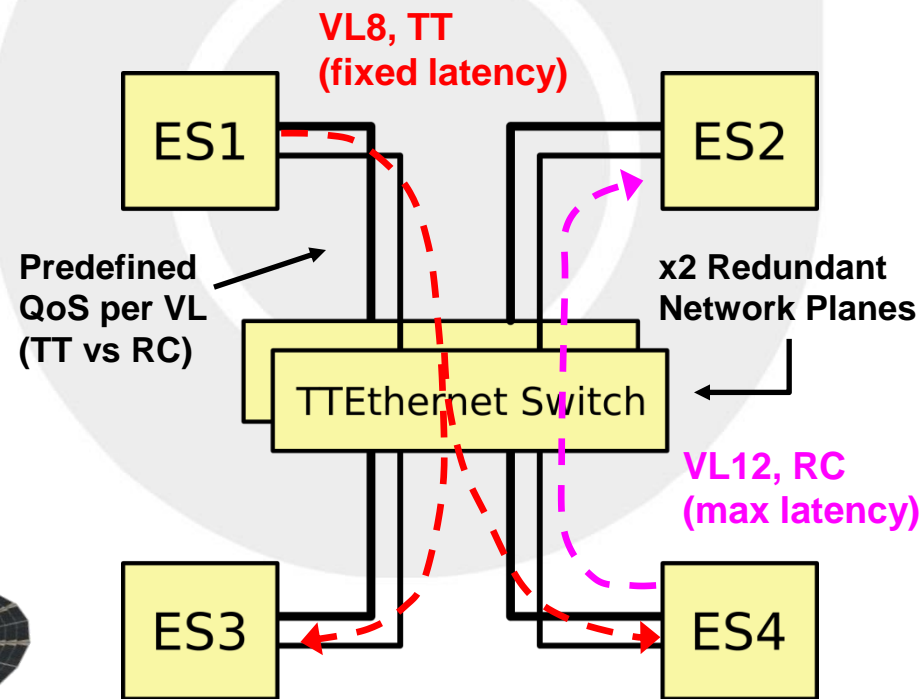 VL8, TT
(fixed latency)
ES1
ES2
Predefined
QoS per VL
(TT vs RC)
x2 Redundant
Network Planes
TTEthernet Switch
VL12, RC
(max latency)
ES3
ES4